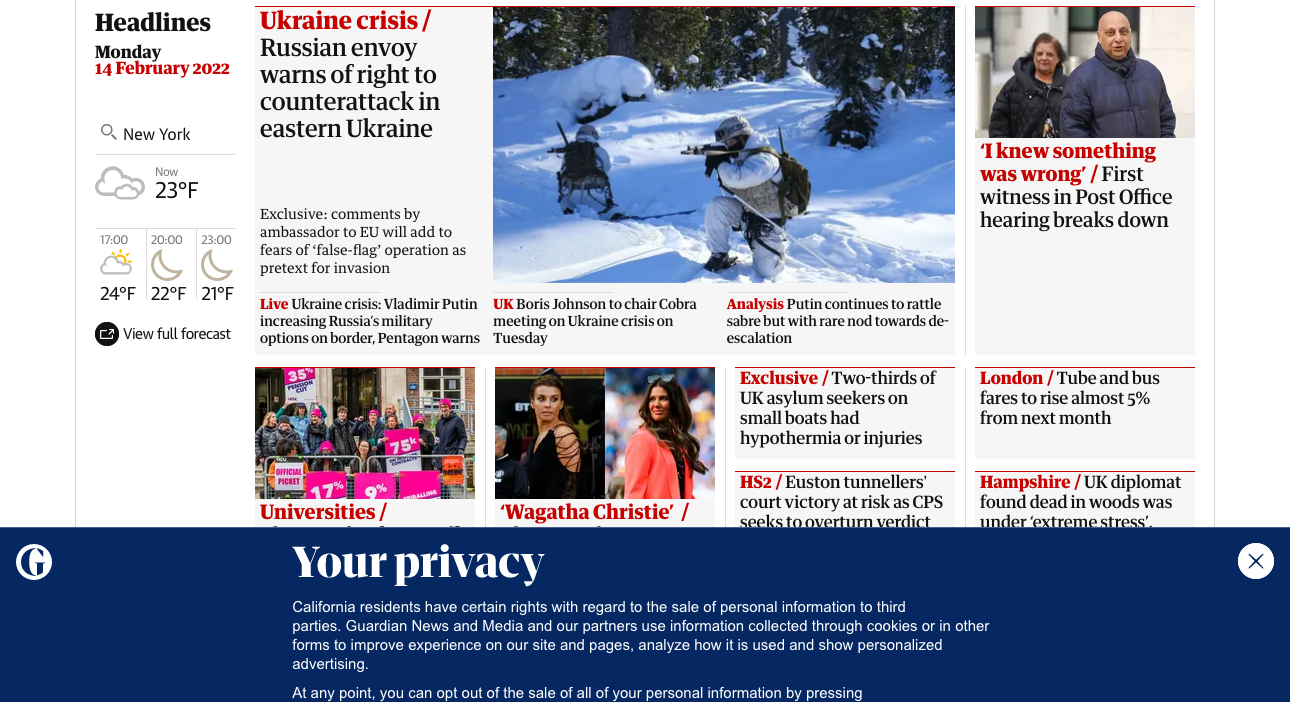 Headlines
Monday
14 February 2022
New York
Now
23°F
17:00
24°F
20:00
22°F
23:00
21°F
View full forecast
Ukraine crisis /
Russian envoy
warns of right to
counterattack in
eastern Ukraine
Exclusive: comments by
ambassador to EU will add to
fears of ‘false-flag’ operation as
pretext for invasion
Live Ukraine crisis: Vladimir Putin
increasing Russia's military
options on border, Pentagon warns
UK Boris Johnson to chair Cobra
meeting on Ukraine crisis on
Tuesday
Analysis Putin continues to rattle
sabre but with rare nod towards de-
escalation
‘I knew something
was wrong’ / First
witness in Post Office
hearing breaks down
35%
PENSION
CUT
75k
OFFICIAL
PICKET
17%
9%
SPIRALLING
Universities /
BT
‘Wagatha Christie’ /
Exclusive / Two-thirds of
UK asylum seekers on
small boats had
hypothermia or injuries
HS2 / Euston tunnellers'
court victory at risk as CPS
seeks to overturn verdict
London / Tube and bus
fares to rise almost 5%
from next month
Hampshire / UK diplomat
found dead in woods was
under ‘extreme stress’,
G
Your privacy
California residents have certain rights with regard to the sale of personal information to third
parties. Guardian News and Media and our partners use information collected through cookies or in other
forms to improve experience on our site and pages, analyze how it is used and show personalized
advertising.
At any point, you can opt out of the sale of all of your personal information by pressing